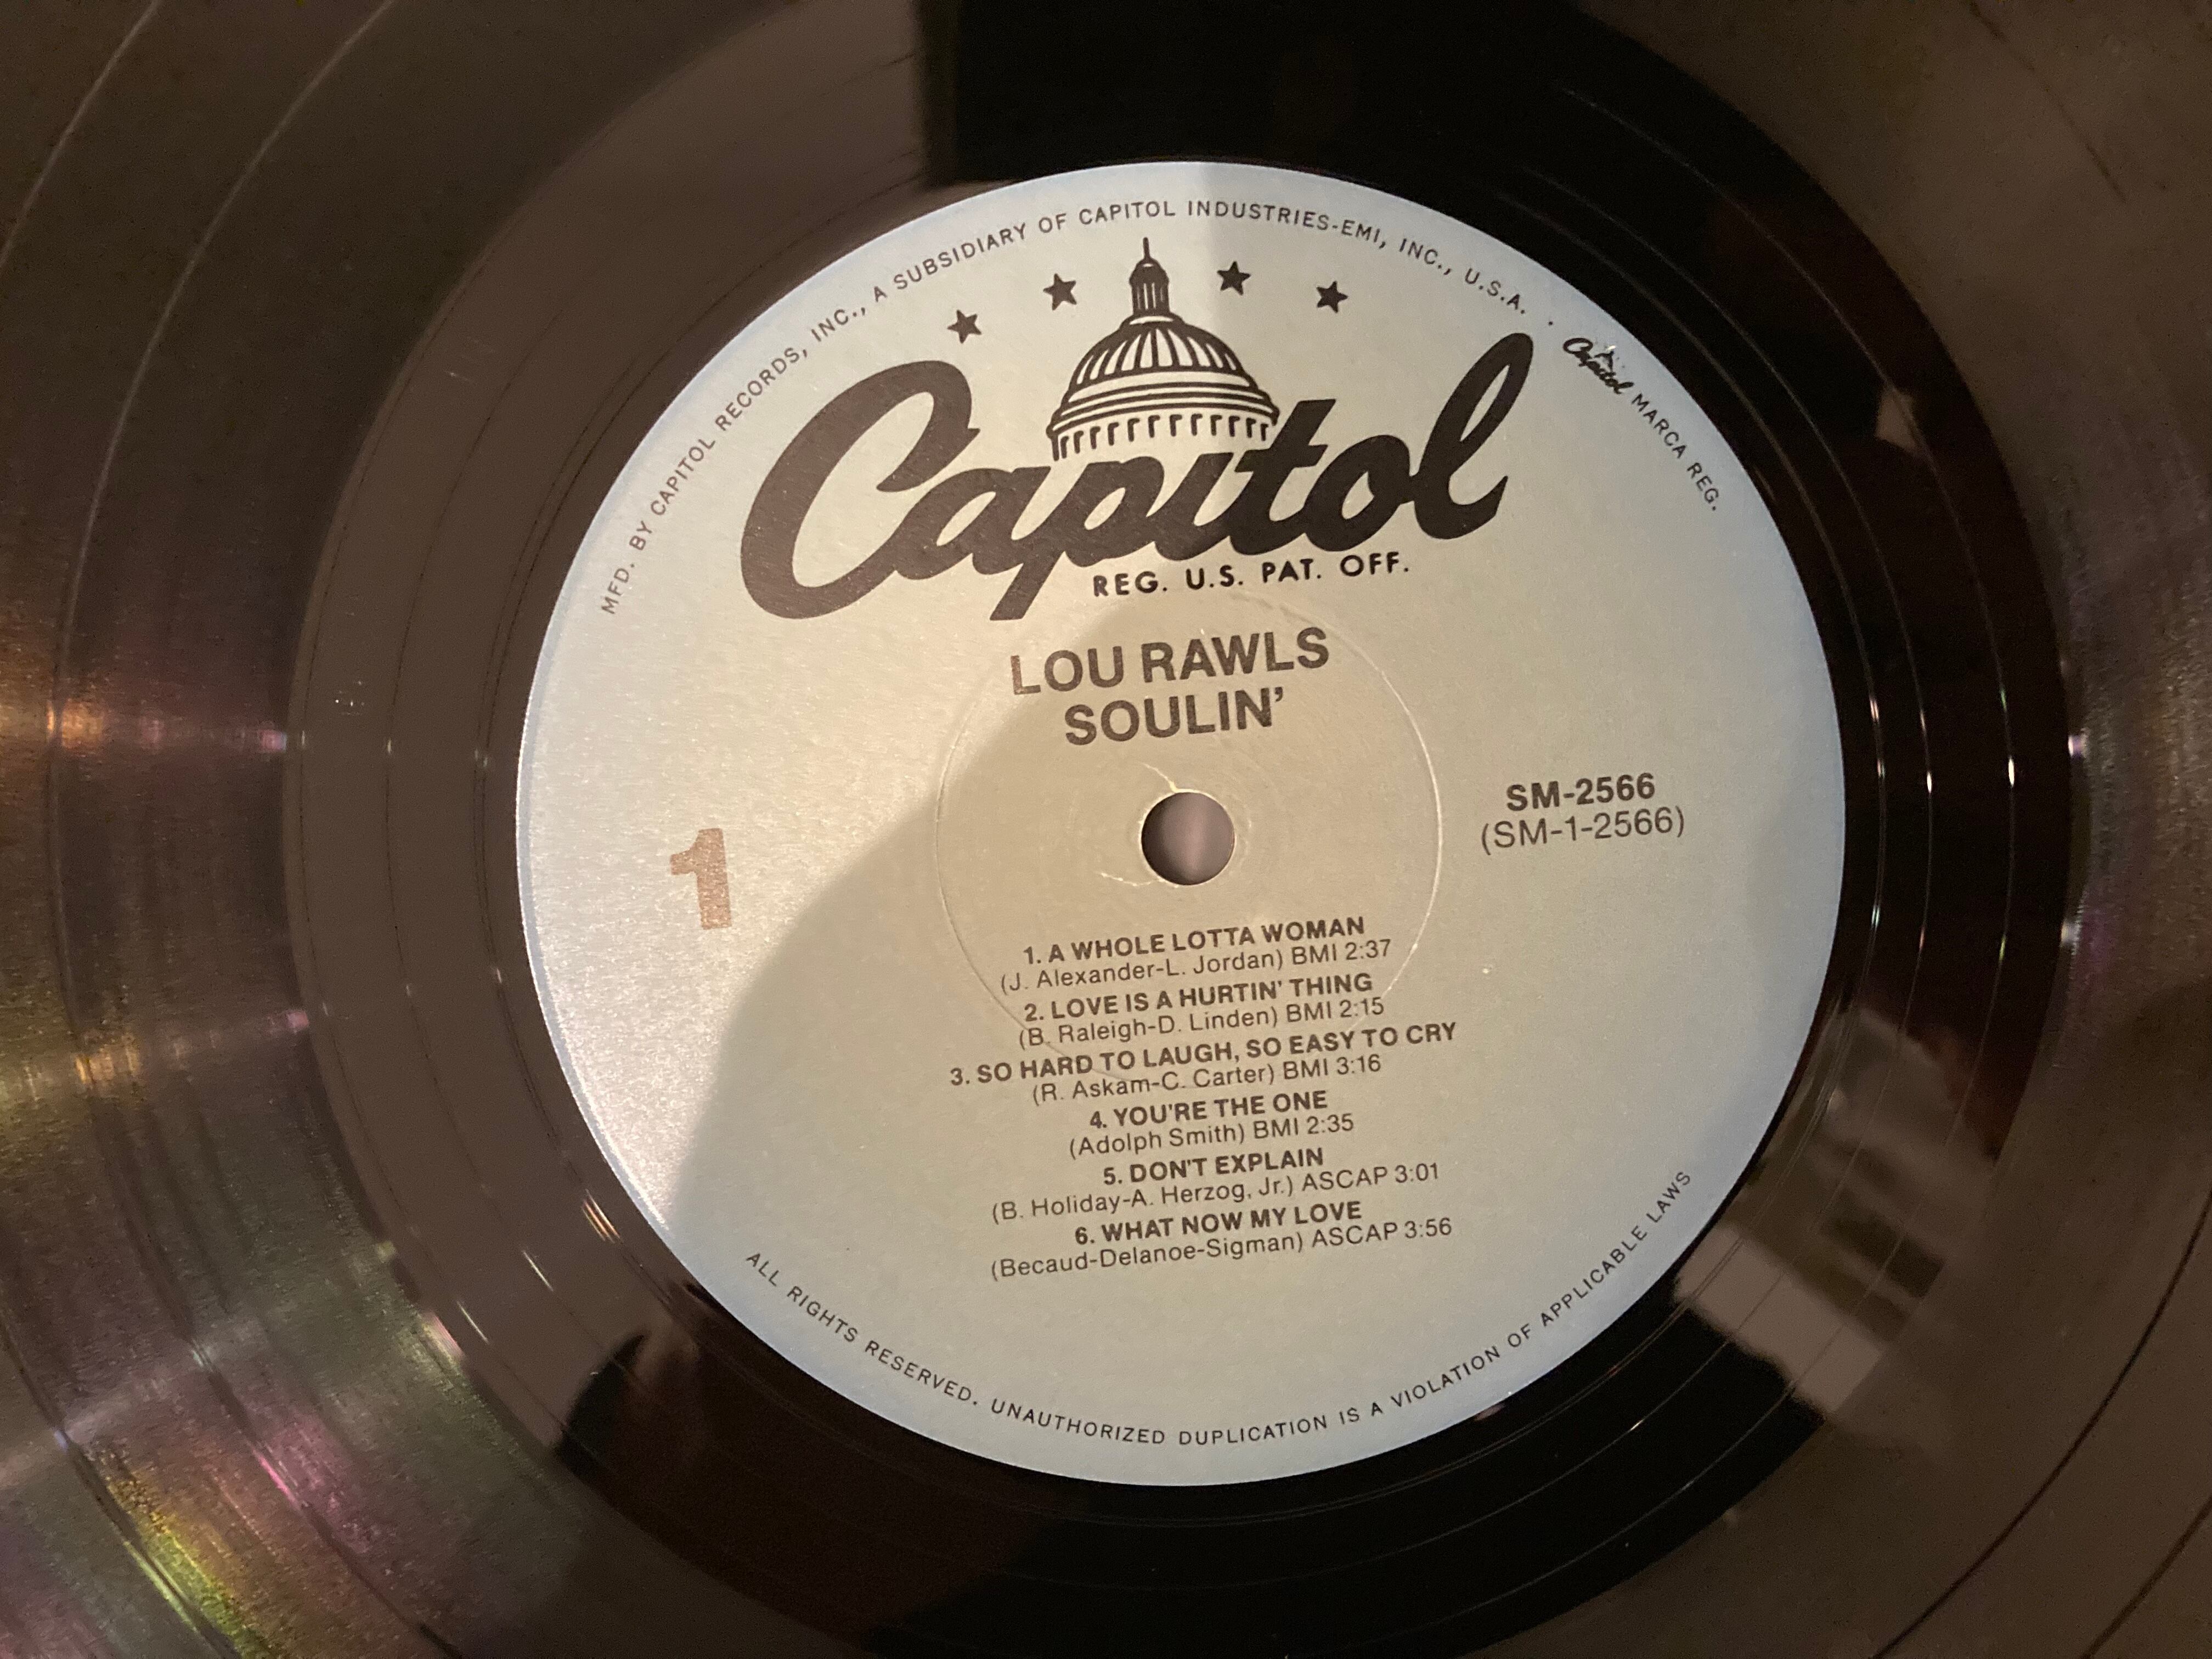 MFD. BY CAPITOL RECORDS, INC., A SUBSIDIARY OF CAPITOL INDUSTRIES-EMI, INC., U.S.A. · Capitol MARCA REG.
Capitol
REG. U.S. PAT. OFF.
LOU RAWLS
SOULIN'
SM-2566
(SM-1-2566)
1
1. A WHOLE LOTTA WOMAN
(J. Alexander-L. Jordan) BMI 2:37
2. LOVE IS A HURTIN' THING
(B. Raleigh-D. Linden) BMI 2:15
3. SO HARD TO LAUGH, SO EASY TO CRY
(R. Askam-C. Carter) BMI 3:16
4. YOU'RE THE ONE
(Adolph Smith) BMI 2:35
5. DON'T EXPLAIN
(B. Holiday-A. Herzog, Jr.) ASCAP 3:01
6. WHAT NOW MY LOVE
(Becaud-Delanoe-Sigman) ASCAP 3:56
ALL RIGHTS RESERVED. UNAUTHORIZED DUPLICATION IS A VIOLATION OF APPLICABLE LAWS